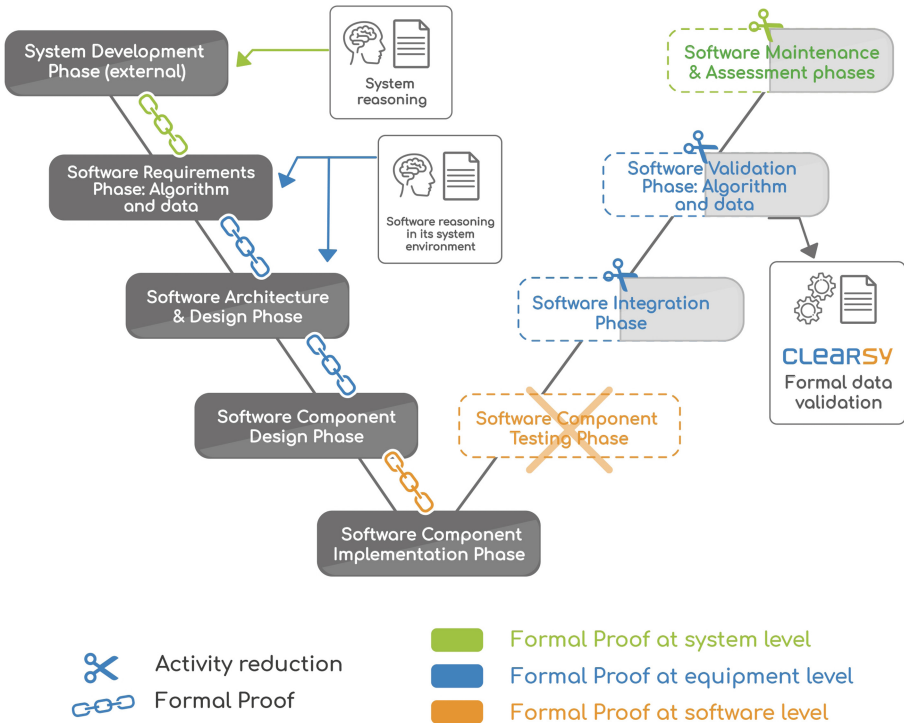 System Development
Phase (external)
System
reasoning
Software Maintenance
& Assessment phases
Software Requirements
Phase: Algorithm
and data
Software reasoning
in its system
environment
Software Validation
Phase: Algorithm
and data
Software Architecture
& Design Phase
Software Integration
Phase
CLEARSY
Formal data
validation
Software Component
Design Phase
Software Component
Testing Phase
Software Component
Implementation Phase
Activity reduction
Formal Proof
Formal Proof at system level
Formal Proof at equipment level
Formal Proof at software level